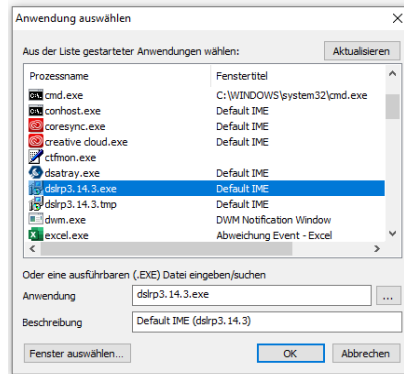 Anwendung auswählen
Aus der Liste gestarteter Anwendungen wählen:
Aktualisieren
Prozessname Fenstertitel
cmd.exe C:\WINDOWS\system32\cmd.exe
conhost.exe Default IME
coresync.exe Default IME
creative cloud.exe Default IME
ctfmon.exe
dsatray.exe Default IME
dslrp3.14.3.exe Default IME
dslrp3.14.3.tmp Default IME
dwm.exe DWM Notification Window
excel.exe Abweichung Event - Excel
Oder eine ausführbaren (.EXE) Datei eingeben/suchen
Anwendung dslrp3.14.3.exe ...
Beschreibung Default IME (dslrp3.14.3)
Fenster auswählen... OK Abbrechen